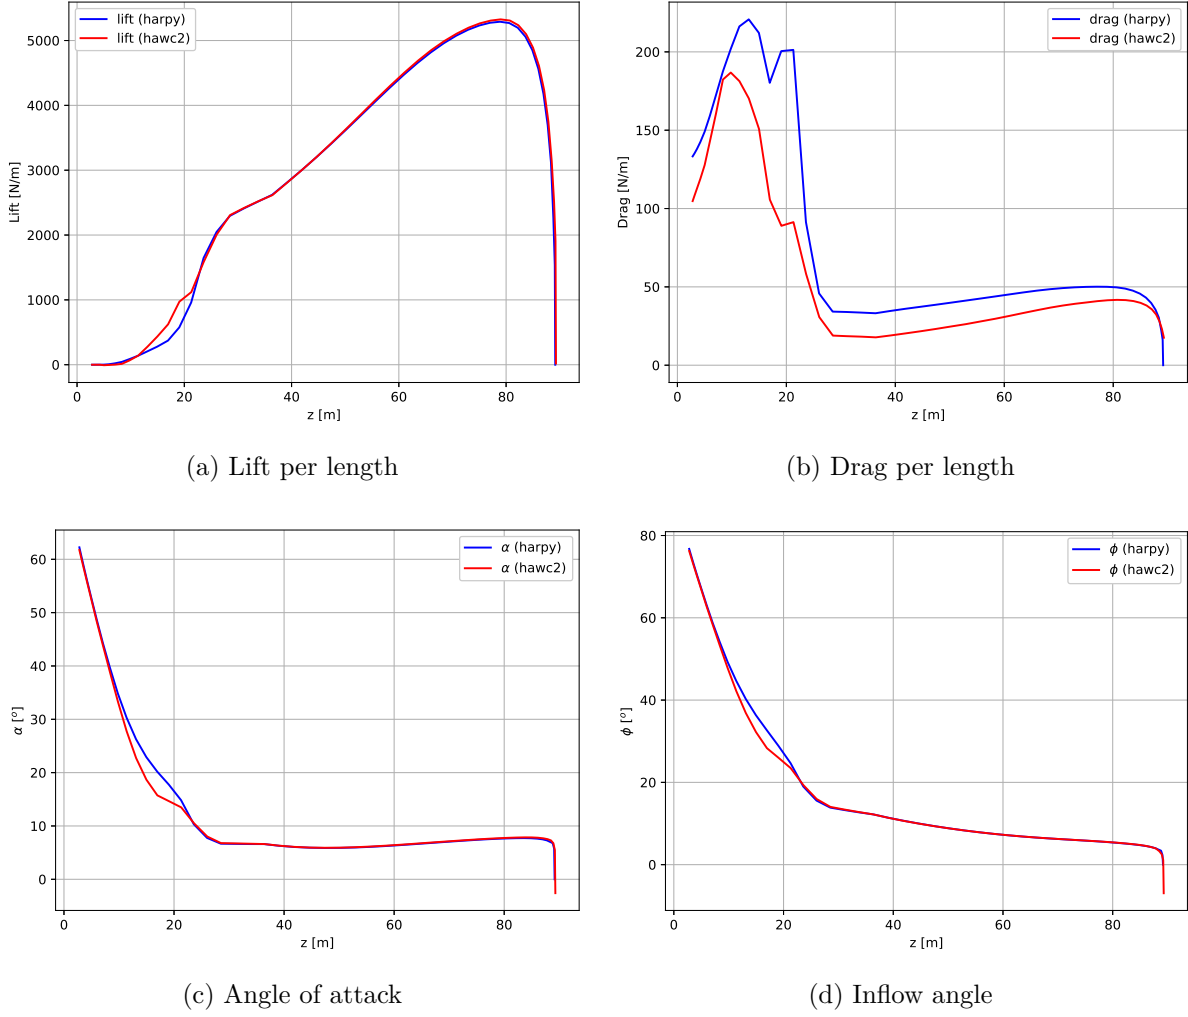 lift (harpy)
lift (hawc2)
5000
4000
3000
2000
1000
0
Lift [N/m]
0 20 40 60 80
z [m]
(a) Lift per length
drag (harpy)
drag (hawc2)
200
150
100
50
0
Drag [N/m]
0 20 40 60 80
z [m]
(b) Drag per length
α (harpy)
α (hawc2)
60
50
40
30
20
10
0
α [°]
0 20 40 60 80
z [m]
(c) Angle of attack
ϕ (harpy)
ϕ (hawc2)
80
60
40
20
0
ϕ [°]
0 20 40 60 80
z [m]
(d) Inflow angle